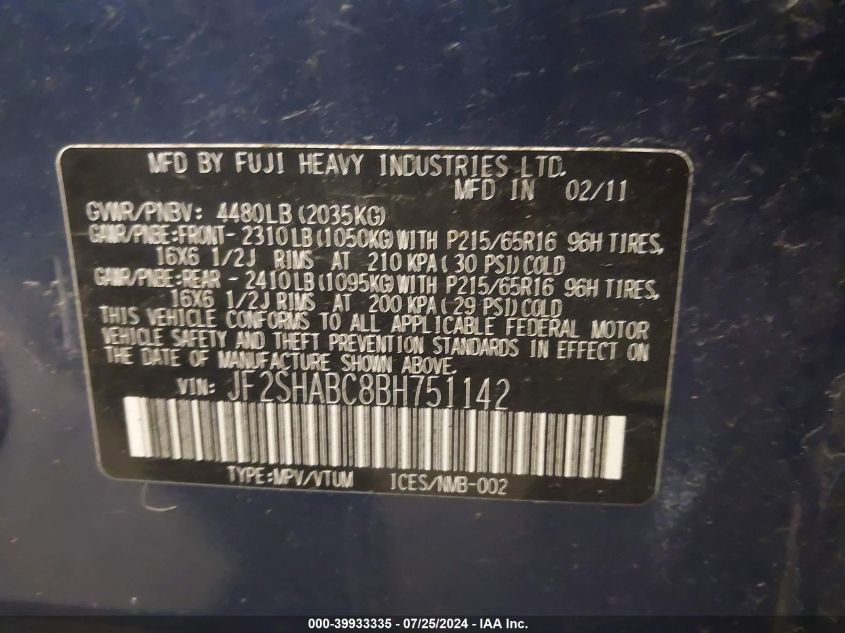 MFD BY FUJI HEAVY INDUSTRIES LTD.
MFD IN 02/11
GVWR/PNBV: 4480LB (2035KG)
GAWR/PNBE:FRONT- 2310LB(1050KG)WITH P215/65R16 96H TIRES,
16X6 1/2J RIMS AT 210 KPA( 30 PSI)COLD
GAWR/PNBE:REAR - 2410LB(1095KG)WITH P215/65R16 96H TIRES,
16X6 1/2J RIMS AT 200 KPA( 29 PSI)COLD
THIS VEHICLE CONFORMS TO ALL APPLICABLE FEDERAL MOTOR
VEHICLE SAFETY AND THEFT PREVENTION STANDARDS IN EFFECT ON
THE DATE OF MANUFACTURE SHOWN ABOVE.
VIN: JF2SHABC8BH751142
TYPE:MPV/VTUM ICES/NMB-002
000-39933335 - 07/25/2024 - IAA Inc.